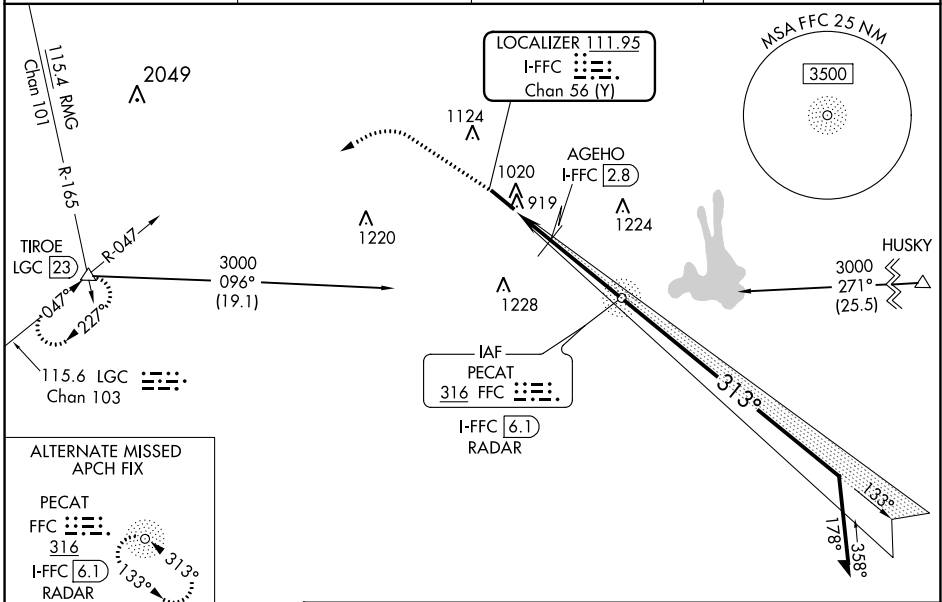 115.4 RMG
Chan 101
R-165
2049
LOCALIZER 111.95
I-FFC
Chan 56 (Y)
MSA FFC 25 NM
3500
1124
AGEHO
I-FFC 2.8
1020
919
1224
1220
TIROE
LGC 23
R-047
047°
227°
3000
096°
(19.1)
1228
HUSKY
3000
271°
(25.5)
115.6 LGC
Chan 103
IAF
PECAT
316 FFC
I-FFC 6.1
RADAR
313°
133°
178°
358°
ALTERNATE MISSED
APCH FIX
PECAT
FFC
316
I-FFC 6.1
RADAR
313°
133°